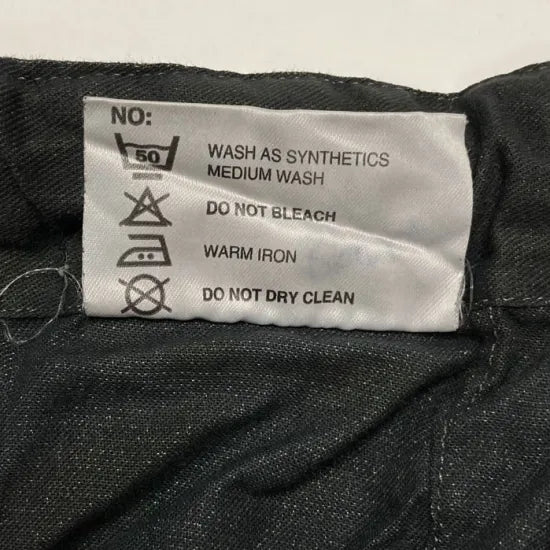 NO:
50
WASH AS SYNTHETICS
MEDIUM WASH
DO NOT BLEACH
WARM IRON
DO NOT DRY CLEAN